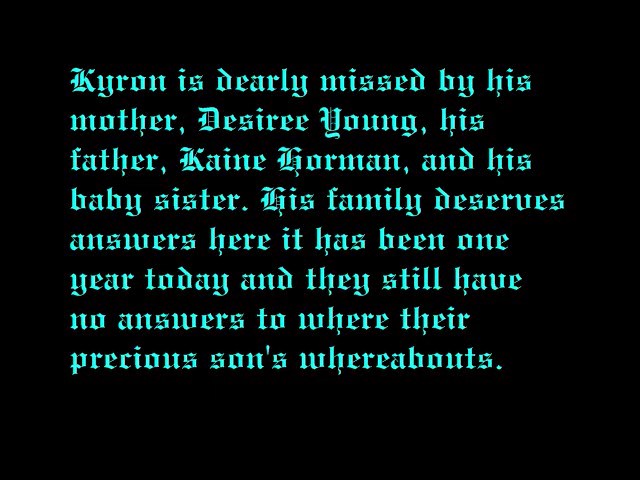 Kyron is dearly missed by his
mother, Desiree Young, his
father, Kaine Horman, and his
baby sister. His family deserves
answers here it has been one
year today and they still have
no answers to where their
precious son's whereabouts.